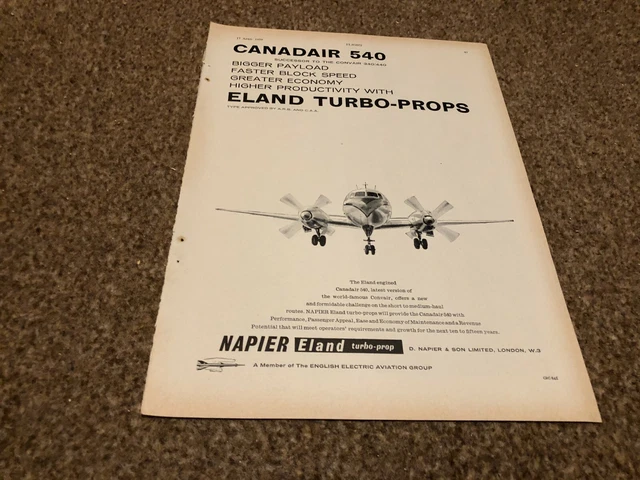 CANADAIR 540
SUCCESSOR TO THE CONVAIR 340/440
BIGGER PAYLOAD
FASTER BLOCK SPEED
GREATER ECONOMY
HIGHER PRODUCTIVITY WITH
ELAND TURBO-PROPS
TYPE APPROVED BY A.R.B. AND C.A.A.
The Eland-engined
Canadair 540, latest version of
the world-famous Convair, offers a new
and formidable challenge on the short to medium-haul
routes. NAPIER Eland turbo-props will provide the Canadair 540 with
Performance, Passenger Appeal, Ease and Economy of Maintenance and a Revenue
Potential that will meet operators' requirements and growth for the next ten to fifteen years.
NAPIER Eland turbo-prop D. NAPIER & SON LIMITED, LONDON, W.3
A Member of The ENGLISH ELECTRIC AVIATION GROUP